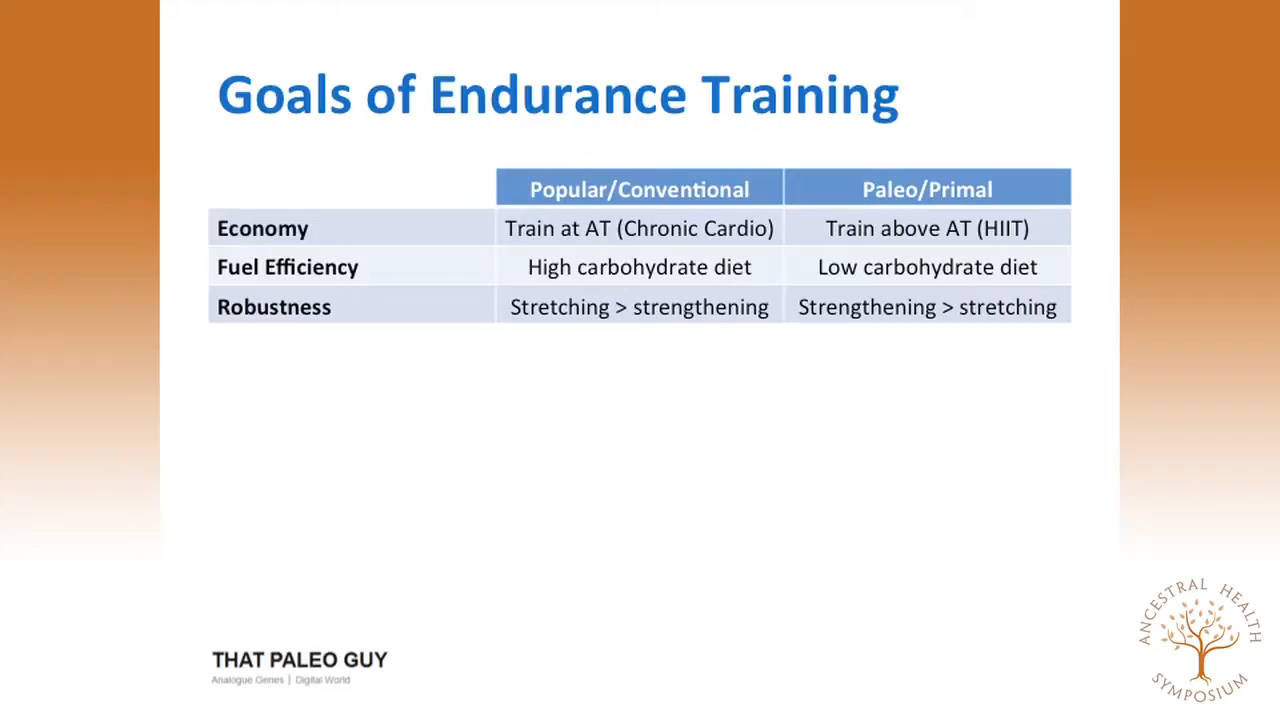 Goals of Endurance Training
Popular/Conventional Paleo/Primal
Economy Train at AT (Chronic Cardio) Train above AT (HIIT)
Fuel Efficiency High carbohydrate diet Low carbohydrate diet
Robustness Stretching > strengthening Strengthening > stretching
THAT PALEO GUY
Analogue Genes | Digital World
ANCESTRAL HEALTH
SYMPOSIUM